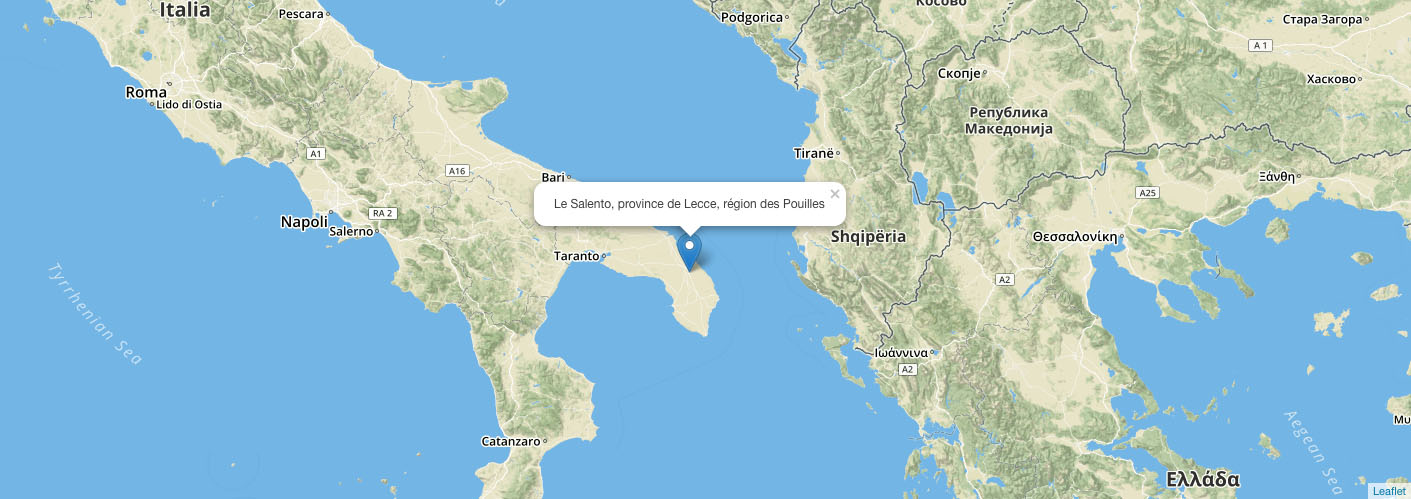 Italia
Pescara
Podgorica
Косово
Стара Загора
A 1
Roma
Lido di Ostia
Скопје
Хасково
Република
Македонија
A1
A16
Tiranë
Bari
Ξάνθη
A25
Le Salento, province de Lecce, région des Pouilles
×
Napoli
RA 2
Salerno
Shqipëria
Θεσσαλονίκη
Taranto
A2
Tyrrhenian Sea
Ιωάννινα
A2
Catanzaro
Aegean Sea
Mu
Ελλάδα
Leaflet